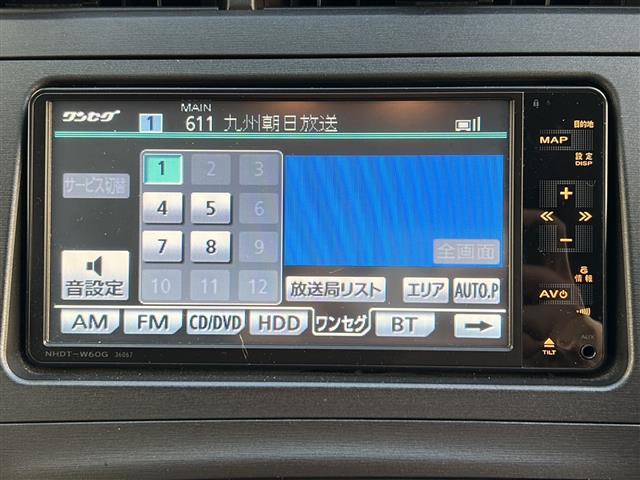 ワンセグ 1 MAIN 611 九州朝日放送
サービス切替
1 2 3
4 5 6
7 8 9
10 11 12
全画面
音設定
放送局リスト エリア AUTO.P
AM FM CD/DVD HDD ワンセグ BT
NHDT-W60G 36067
目的地
MAP
設定
DISP
+
−
情報
AV
TILT
AUX